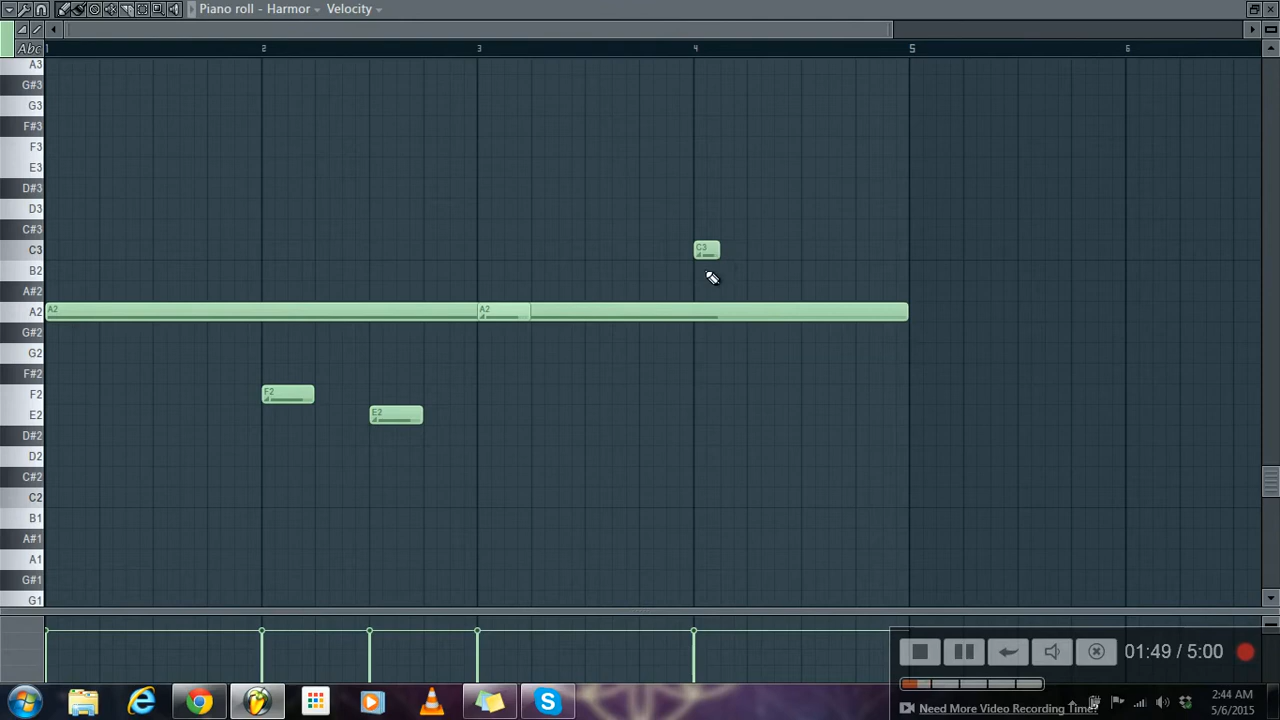 Piano roll - Harmor Velocity
Abc 1 2 3 4 5 6
A3
G#3
G3
F#3
F3
E3
D#3
D3
C#3
C3 C3
B2
A#2
A2 A2 A2
G#2
G2
F#2
F2 F2
E2 E2
D#2
D2
C#2
C2
B1
A#1
A1
G#1
G1
01:49 / 5:00
Need More Video Recording Time?
2:44 AM
5/6/2015